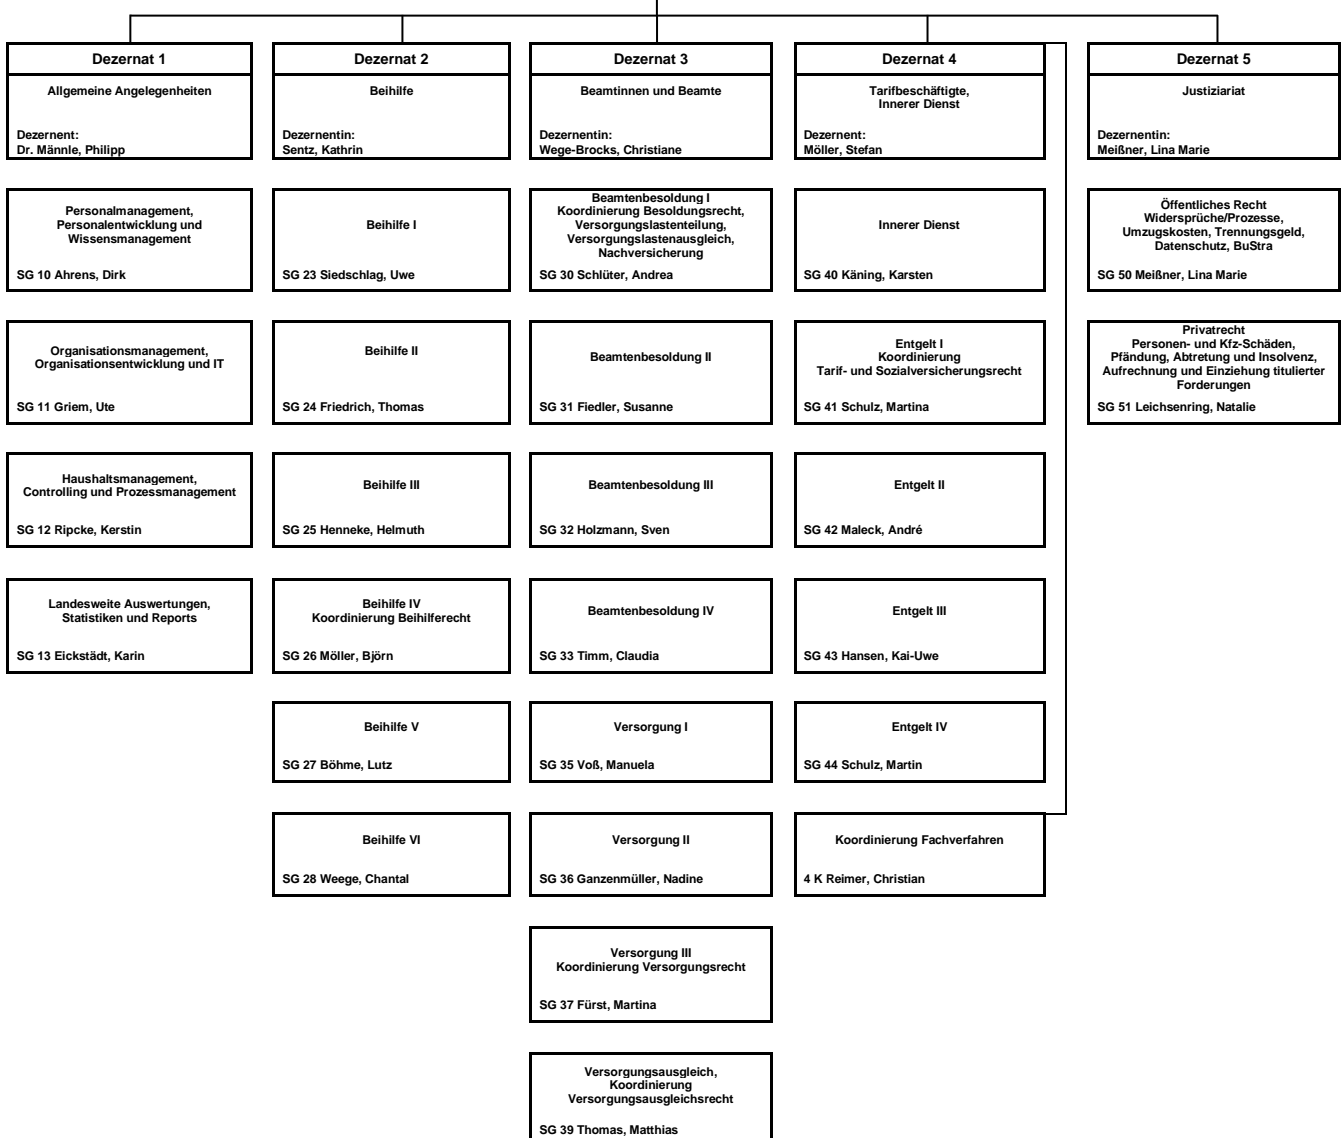 Dezernat 1
Allgemeine Angelegenheiten
Dezernent:
Dr. Männle, Philipp
Personalmanagement,
Personalentwicklung und
Wissensmanagement
SG 10 Ahrens, Dirk
Organisationsmanagement,
Organisationsentwicklung und IT
SG 11 Griem, Ute
Haushaltsmanagement,
Controlling und Prozessmanagement
SG 12 Ripcke, Kerstin
Landesweite Auswertungen,
Statistiken und Reports
SG 13 Eickstädt, Karin
Dezernat 2
Beihilfe
Dezernentin:
Sentz, Kathrin
Beihilfe I
SG 23 Siedschlag, Uwe
Beihilfe II
SG 24 Friedrich, Thomas
Beihilfe III
SG 25 Henneke, Helmuth
Beihilfe IV
Koordinierung Beihilferecht
SG 26 Möller, Björn
Beihilfe V
SG 27 Böhme, Lutz
Beihilfe VI
SG 28 Weege, Chantal
Dezernat 3
Beamtinnen und Beamte
Dezernentin:
Wege-Brocks, Christiane
Beamtenbesoldung I
Koordinierung Besoldungsrecht,
Versorgungslastenteilung,
Versorgungslastenausgleich,
Nachversicherung
SG 30 Schlüter, Andrea
Beamtenbesoldung II
SG 31 Fiedler, Susanne
Beamtenbesoldung III
SG 32 Holzmann, Sven
Beamtenbesoldung IV
SG 33 Timm, Claudia
Versorgung I
SG 35 Voß, Manuela
Versorgung II
SG 36 Ganzenmüller, Nadine
Versorgung III
Koordinierung Versorgungsrecht
SG 37 Fürst, Martina
Versorgungsausgleich,
Koordinierung
Versorgungsausgleichsrecht
SG 39 Thomas, Matthias
Dezernat 4
Tarifbeschäftigte,
Innerer Dienst
Dezernent:
Möller, Stefan
Innerer Dienst
SG 40 Käning, Karsten
Entgelt I
Koordinierung
Tarif- und Sozialversicherungsrecht
SG 41 Schulz, Martina
Entgelt II
SG 42 Maleck, André
Entgelt III
SG 43 Hansen, Kai-Uwe
Entgelt IV
SG 44 Schulz, Martin
Koordinierung Fachverfahren
4 K Reimer, Christian
Dezernat 5
Justiziariat
Dezernentin:
Meißner, Lina Marie
Öffentliches Recht
Widersprüche/Prozesse,
Umzugskosten, Trennungsgeld,
Datenschutz, BuStra
SG 50 Meißner, Lina Marie
Privatrecht
Personen- und Kfz-Schäden,
Pfändung, Abtretung und Insolvenz,
Aufrechnung und Einziehung titulierter
Forderungen
SG 51 Leichsenring, Natalie